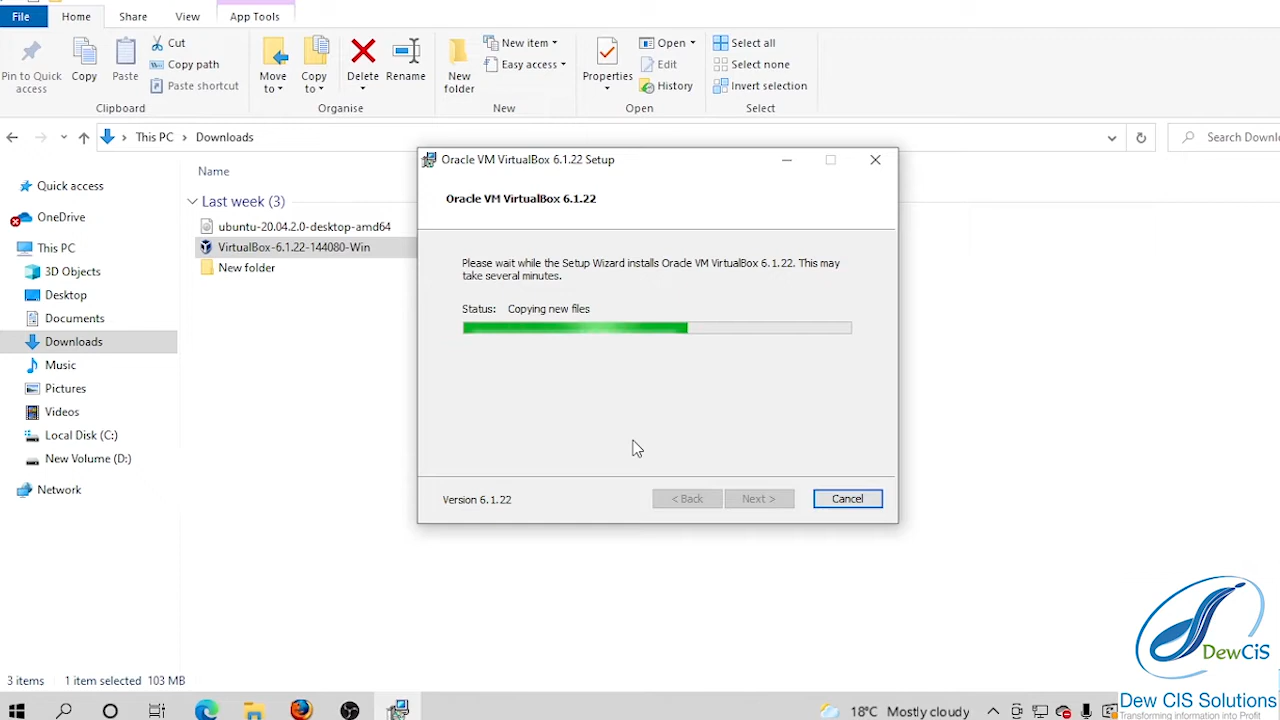 File Home Share View App Tools
Pin to Quick access
Copy
Paste
Cut
Copy path
Paste shortcut
Clipboard
Move to
Copy to
Delete
Rename
Organise
New folder
New item
Easy access
New
Properties
Open
Edit
History
Open
Select all
Select none
Invert selection
Select
This PC > Downloads
Search Downl
Name
Quick access
OneDrive
This PC
3D Objects
Desktop
Documents
Downloads
Music
Pictures
Videos
Local Disk (C:)
New Volume (D:)
Network
Last week (3)
ubuntu-20.04.2.0-desktop-amd64
VirtualBox-6.1.22-144080-Win
New folder
Oracle VM VirtualBox 6.1.22 Setup
Oracle VM VirtualBox 6.1.22
Please wait while the Setup Wizard installs Oracle VM VirtualBox 6.1.22. This may
take several minutes.
Status: Copying new files
Version 6.1.22
< Back Next > Cancel
3 items 1 item selected 103 MB
18°C Mostly cloudy
DewCiS
Dew CIS Solutions
Transforming information into Profit